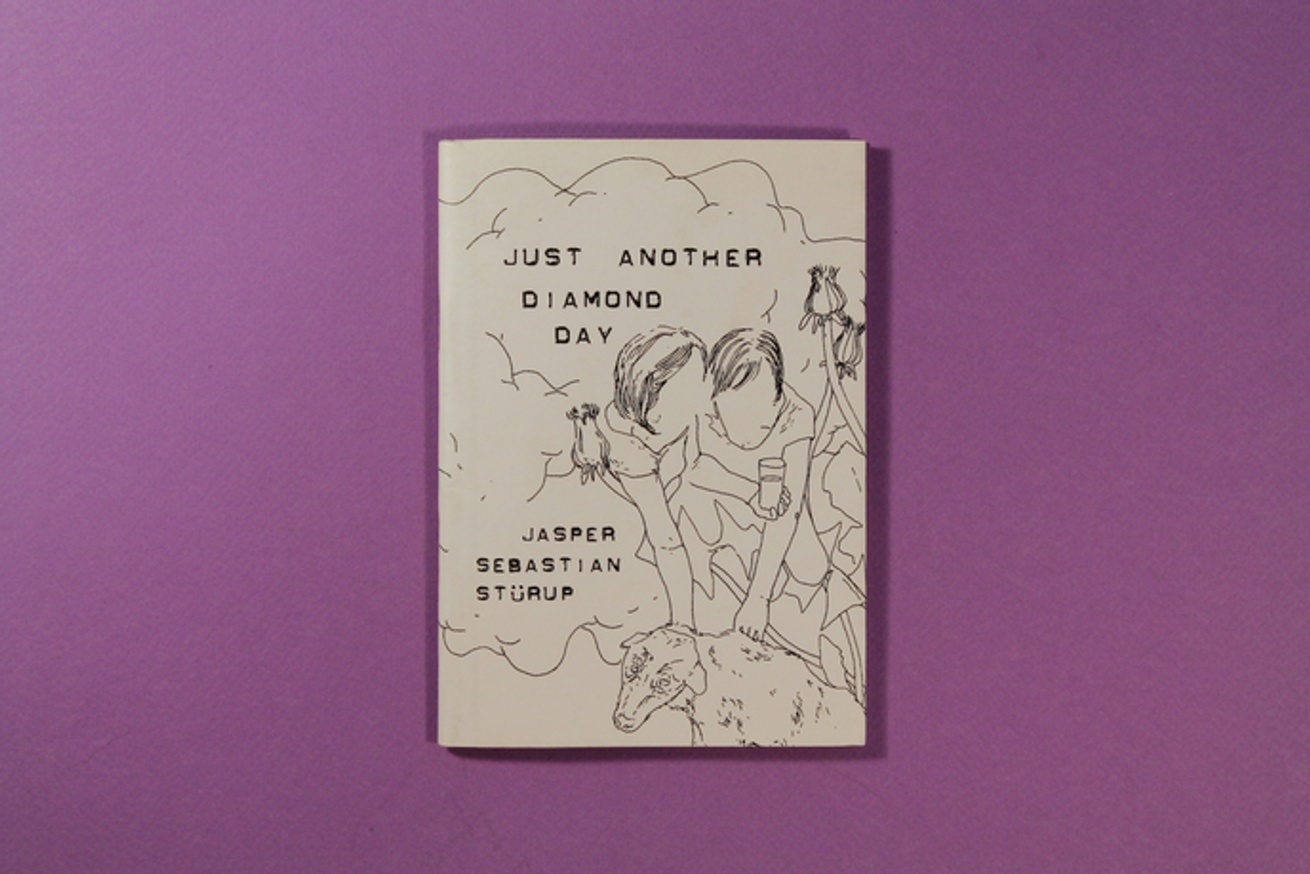 JUST ANOTHER
DIAMOND
DAY
JASPER
SEBASTIAN
STÜRUP